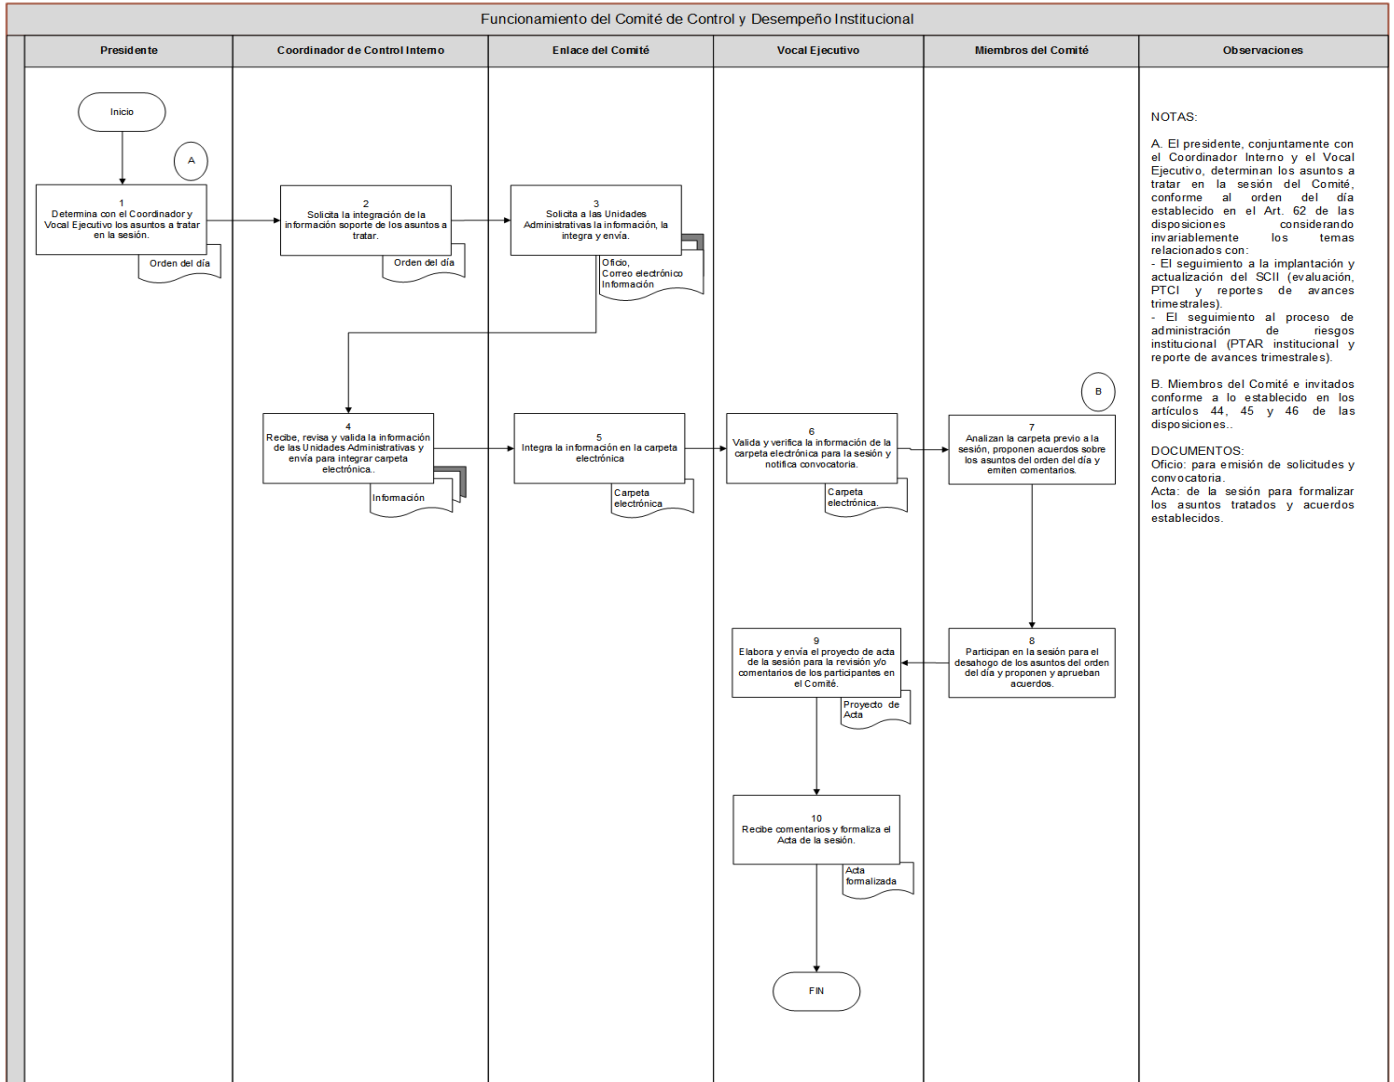 Funcionamiento del Comité de Control y Desempeño Institucional
Presidente
Coordinador de Control Interno
Enlace del Comité
Vocal Ejecutivo
Miembros del Comité
Observaciones
Inicio
A
1
Determina con el Coordinador y
Vocal Ejecutivo los asuntos a tratar
en la sesión.
Orden del día
2
Solicita la integración de la
información soporte de los asuntos a
tratar.
Orden del día
3
Solicita a las Unidades
Administrativas la información, la
integra y envía.
Oficio,
Correo electrónico
Información
4
Recibe, revisa y valida la información
de las Unidades Administrativas y
envía para integrar carpeta
electrónica..
Información
5
Integra la información en la carpeta
electrónica
Carpeta
electrónica
6
Valida y verifica la información de la
carpeta electrónica para la sesión y
notifica convocatoria.
Carpeta
electrónica.
B
7
Analizan la carpeta previo a la
sesión, proponen acuerdos sobre
los asuntos del orden del día y
emiten comentarios.
8
Participan en la sesión para el
desahogo de los asuntos del orden
del día y proponen y aprueban
acuerdos.
9
Elabora y envía el proyecto de acta
de la sesión para la revisión y/o
comentarios de los participantes en
el Comité.
Proyecto de
Acta
10
Recibe comentarios y formaliza el
Acta de la sesión.
Acta
formalizada
FIN
NOTAS:
A. El presidente, conjuntamente con
el Coordinador Interno y el Vocal
Ejecutivo, determinan los asuntos a
tratar en la sesión del Comité,
conforme al orden del día
establecido en el Art. 62 de las
disposiciones considerando
invariablemente los temas
relacionados con:
- El seguimiento a la implantación y
actualización del SCII (evaluación,
PTCI y reportes de avances
trimestrales).
- El seguimiento al proceso de
administración de riesgos
institucional (PTAR institucional y
reporte de avances trimestrales).
B. Miembros del Comité e invitados
conforme a lo establecido en los
artículos 44, 45 y 46 de las
disposiciones..
DOCUMENTOS:
Oficio: para emisión de solicitudes y
convocatoria.
Acta: de la sesión para formalizar
los asuntos tratados y acuerdos
establecidos.